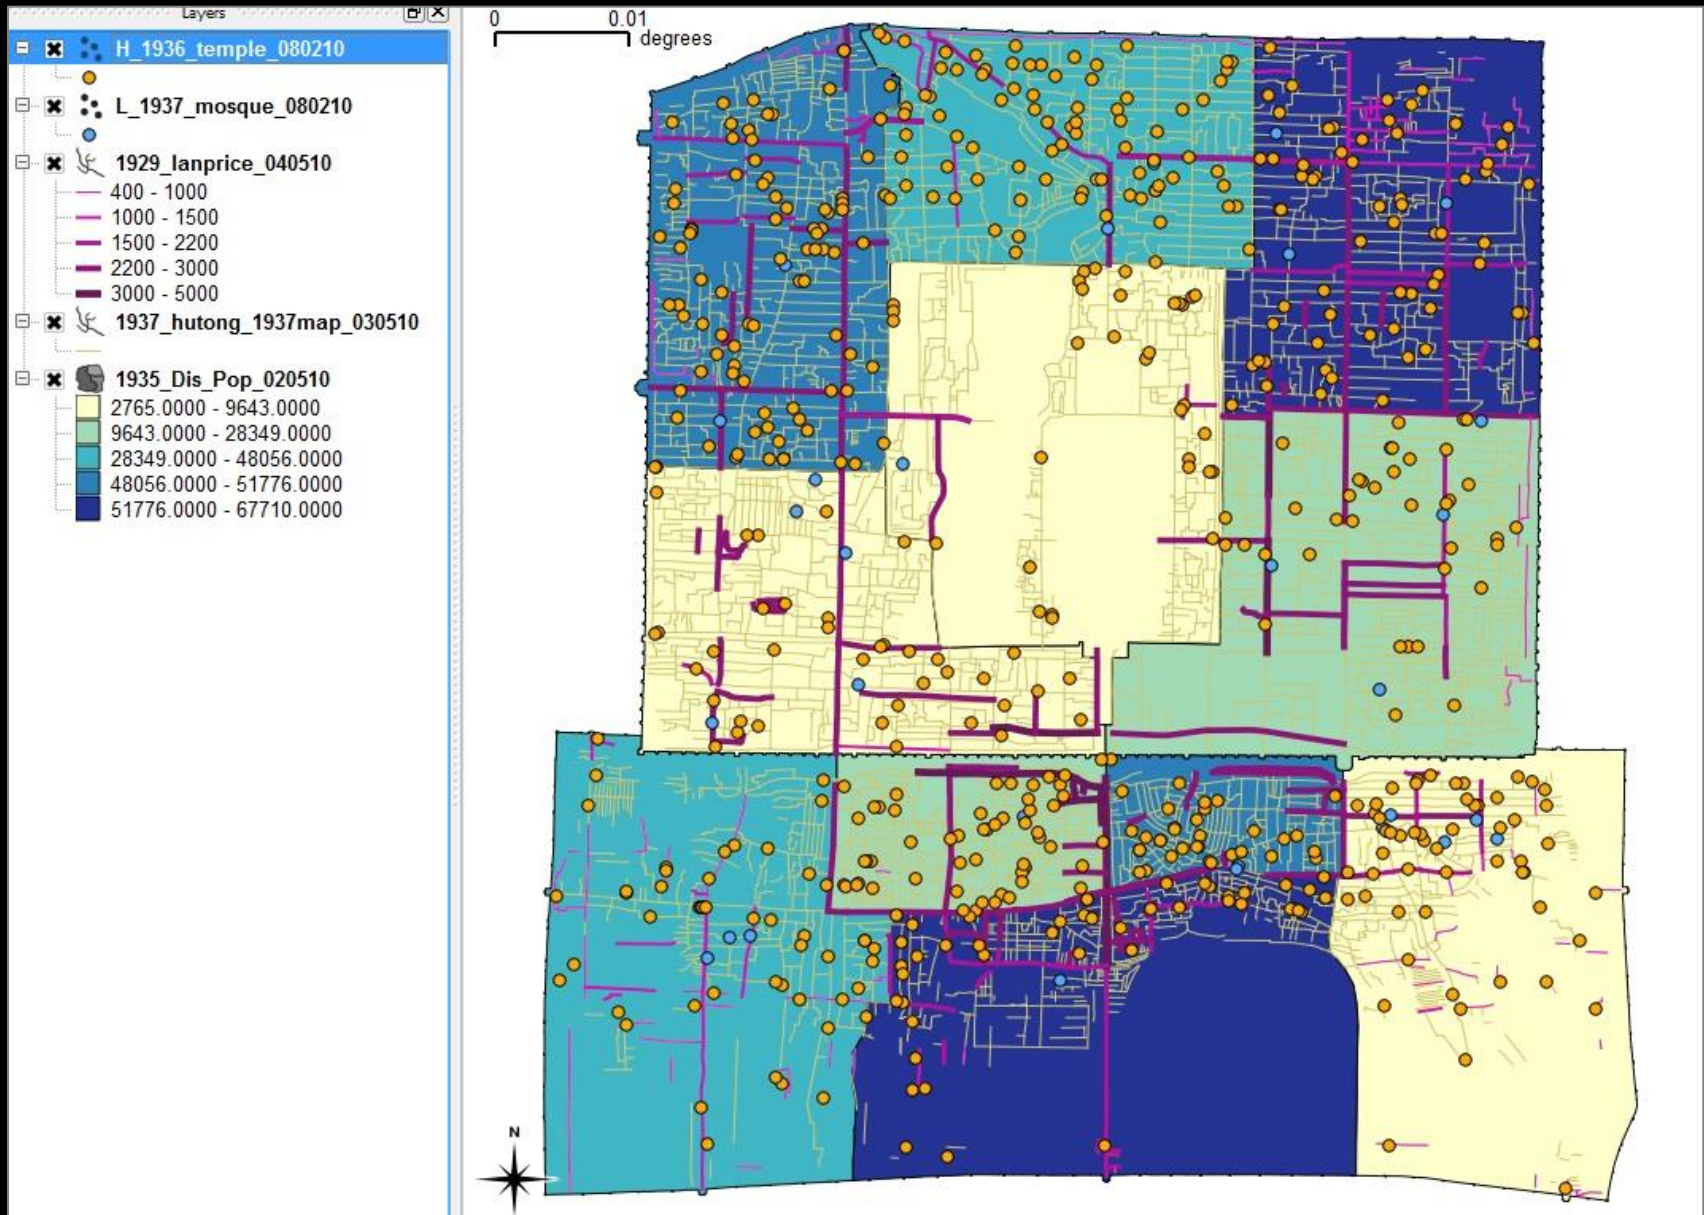 Layers
H_1936_temple_080210
L_1937_mosque_080210
1929_lanprice_040510
400 - 1000
1000 - 1500
1500 - 2200
2200 - 3000
3000 - 5000
1937_hutong_1937map_030510
1935_Dis_Pop_020510
2765.0000 - 9643.0000
9643.0000 - 28349.0000
28349.0000 - 48056.0000
48056.0000 - 51776.0000
51776.0000 - 67710.0000
0 0.01
degrees
N